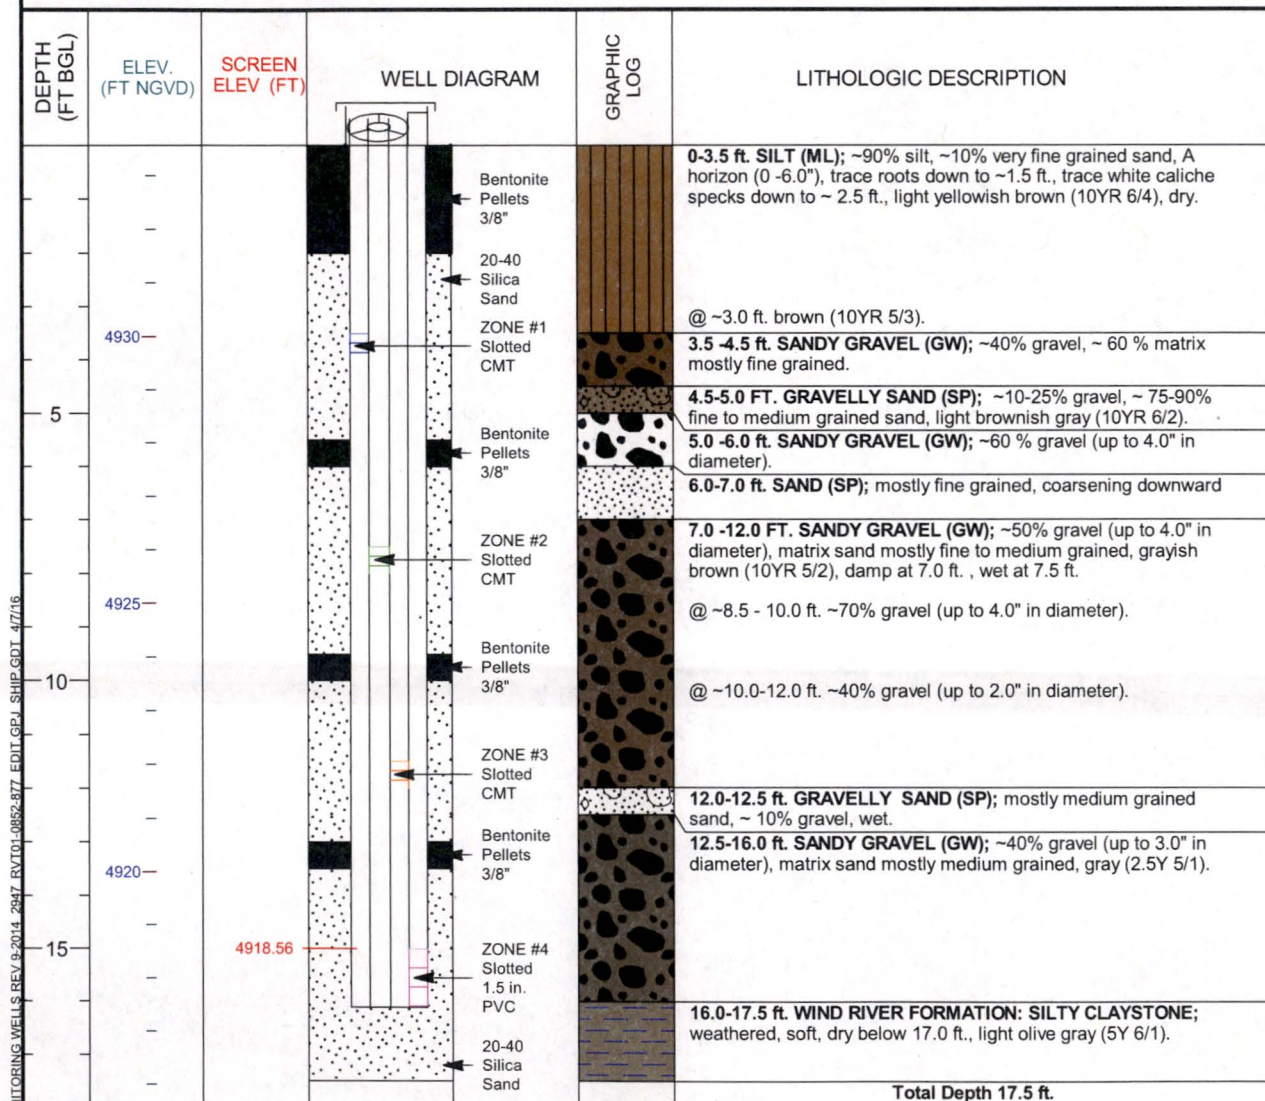 DEPTH
(FT BGL)
ELEV.
(FT NGVD)
SCREEN
ELEV (FT)
WELL DIAGRAM
GRAPHIC
LOG
LITHOLOGIC DESCRIPTION
Bentonite
Pellets
3/8"
20-40
Silica
Sand
ZONE #1
Slotted
CMT
Bentonite
Pellets
3/8"
ZONE #2
Slotted
CMT
Bentonite
Pellets
3/8"
ZONE #3
Slotted
CMT
Bentonite
Pellets
3/8"
ZONE #4
Slotted
1.5 in.
PVC
20-40
Silica
Sand
4930
4925
4920
4918.56
5
10
15
0-3.5 ft. SILT (ML); ~90% silt, ~10% very fine grained sand, A
horizon (0 -6.0"), trace roots down to ~1.5 ft., trace white caliche
specks down to ~ 2.5 ft., light yellowish brown (10YR 6/4), dry.
@ ~3.0 ft. brown (10YR 5/3).
3.5 -4.5 ft. SANDY GRAVEL (GW); ~40% gravel, ~ 60 % matrix
mostly fine grained.
4.5-5.0 FT. GRAVELLY SAND (SP); ~10-25% gravel, ~ 75-90%
fine to medium grained sand, light brownish gray (10YR 6/2).
5.0 -6.0 ft. SANDY GRAVEL (GW); ~60 % gravel (up to 4.0" in
diameter).
6.0-7.0 ft. SAND (SP); mostly fine grained, coarsening downward
7.0 -12.0 FT. SANDY GRAVEL (GW); ~50% gravel (up to 4.0" in
diameter), matrix sand mostly fine to medium grained, grayish
brown (10YR 5/2), damp at 7.0 ft. , wet at 7.5 ft.
@ ~8.5 - 10.0 ft. ~70% gravel (up to 4.0" in diameter).
@ ~10.0-12.0 ft. ~40% gravel (up to 2.0" in diameter).
12.0-12.5 ft. GRAVELLY SAND (SP); mostly medium grained
sand, ~ 10% gravel, wet.
12.5-16.0 ft. SANDY GRAVEL (GW); ~40% gravel (up to 3.0" in
diameter), matrix sand mostly medium grained, gray (2.5Y 5/1).
16.0-17.5 ft. WIND RIVER FORMATION: SILTY CLAYSTONE;
weathered, soft, dry below 17.0 ft., light olive gray (5Y 6/1).
Total Depth 17.5 ft.
WELLS REV 9-2014 2947 RVT01-0852-877 EDIT.GPJ SHIP.GDT 4/7/16